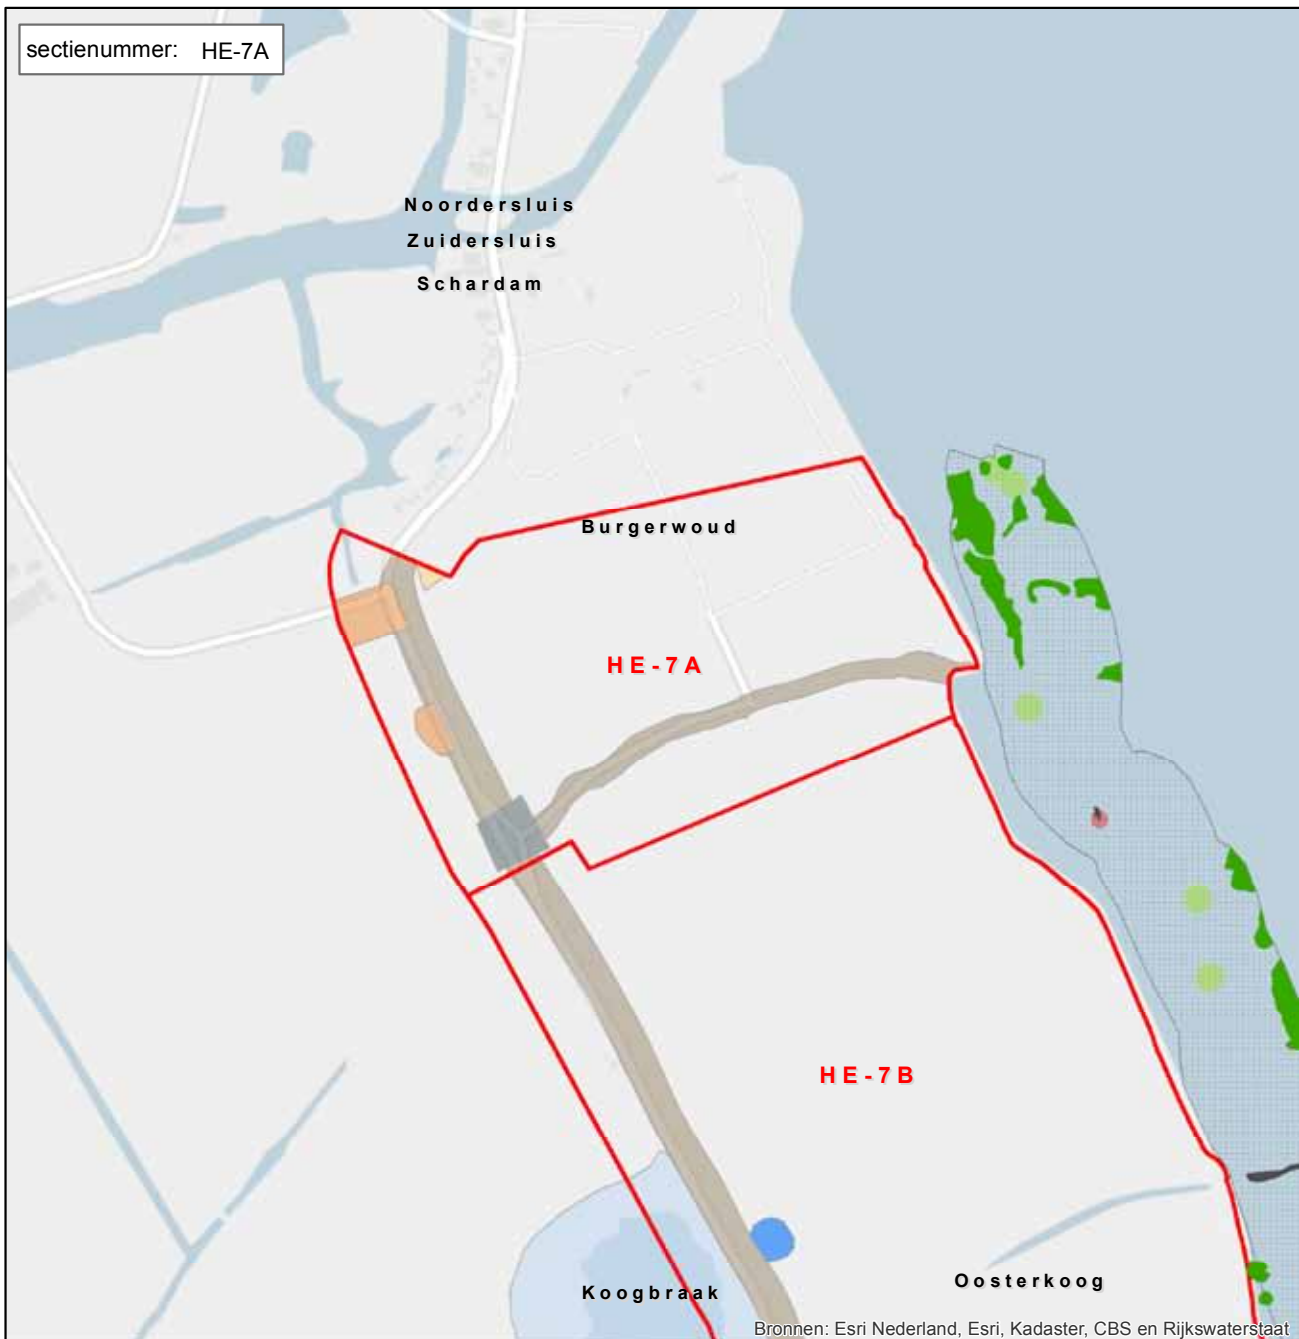 sectienummer: HE-7A
Noordersluis
Zuidersluis
Schardam
Burgerwoud
HE-7A
HE-7B
Oosterkoog
Koogbraak
Bronnen: Esri Nederland, Esri, Kadaster, CBS en Rijkswaterstaat